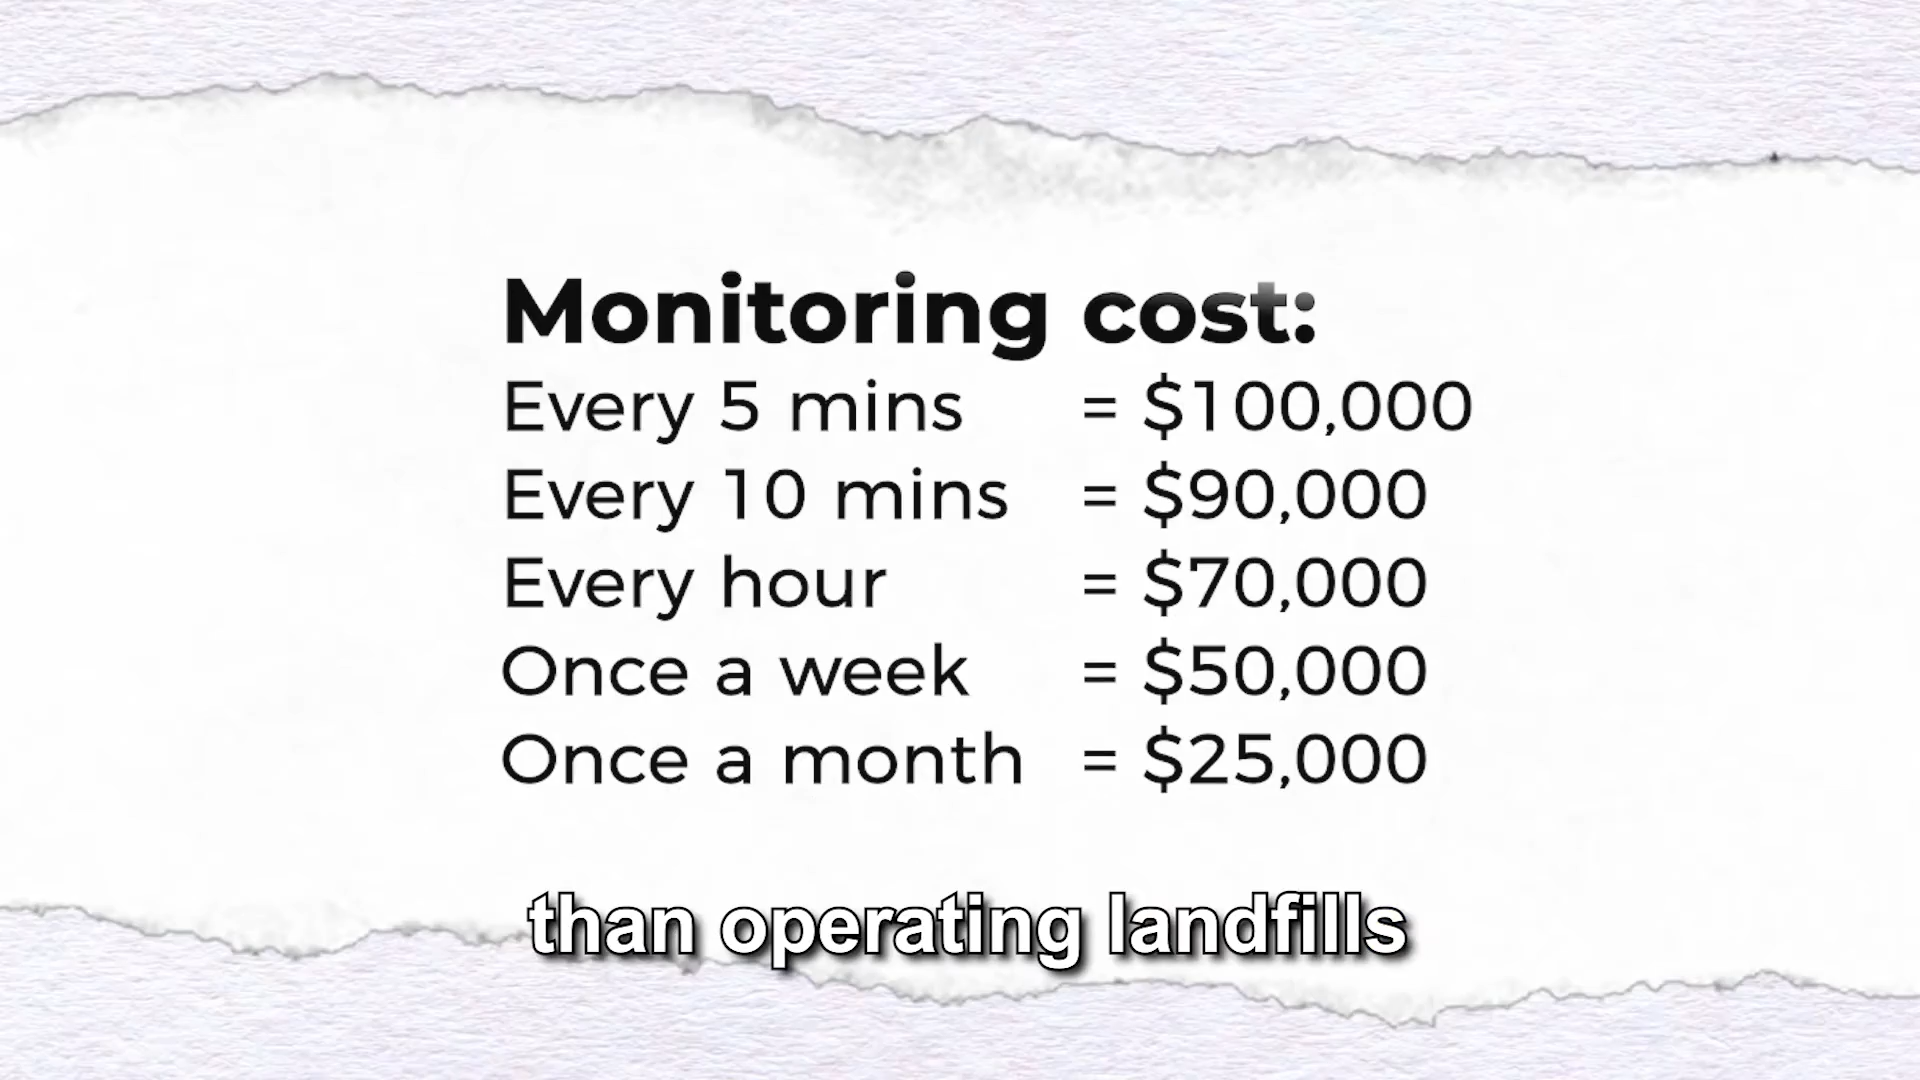 Monitoring cost:
Every 5 mins = $100,000
Every 10 mins = $90,000
Every hour = $70,000
Once a week = $50,000
Once a month = $25,000
than operating landfills